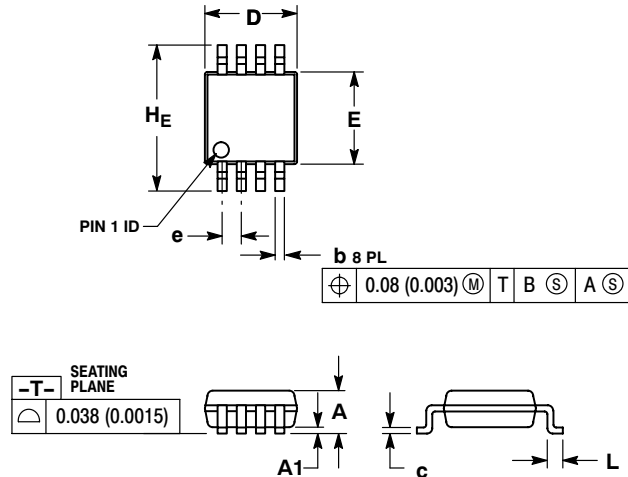 D
HE
E
PIN 1 ID
e
b 8 PL
⌖ 0.08 (0.003) Ⓜ T B Ⓢ A Ⓢ
–T– SEATING
PLANE
⌓ 0.038 (0.0015)
A
A1
c
L